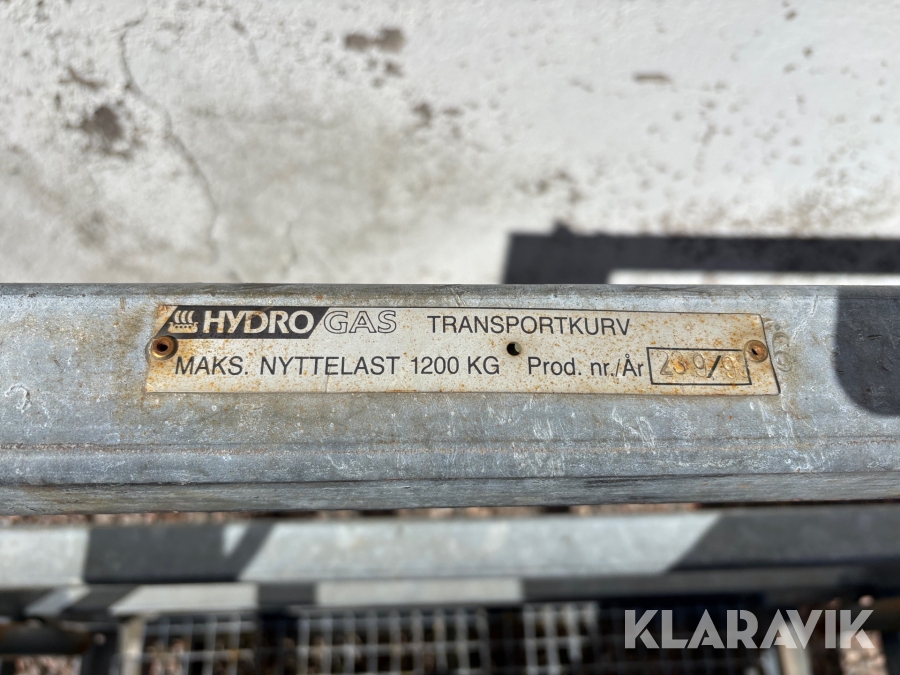 HYDRO GAS TRANSPORTKURV
MAKS. NYTTELAST 1200 KG Prod. nr./År
KLARAVIK